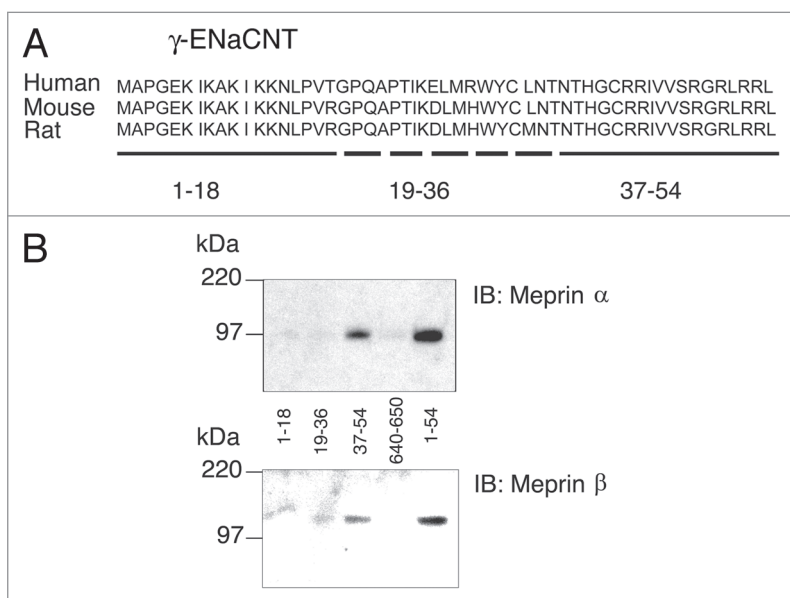 A
γ-ENaCNT
Human MAPGEK IKAK I KKNLPVTGPQAPTIKELMRWYC LNTNTHGCRRIVVSRGRLRRL
Mouse MAPGEK IKAK I KKNLPVRGPQAPTIKDLMHWYC LNTNTHGCRRIVVSRGRLRRL
Rat MAPGEK IKAK I KKNLPVRGPQAPTIKDLMHWYCMNTNTHGCRRIVVSRGRLRRL
1-18 19-36 37-54
B
kDa
220
97
IB: Meprin α
1-18 19-36 37-54 640-650 1-54
kDa
220
97
IB: Meprin β